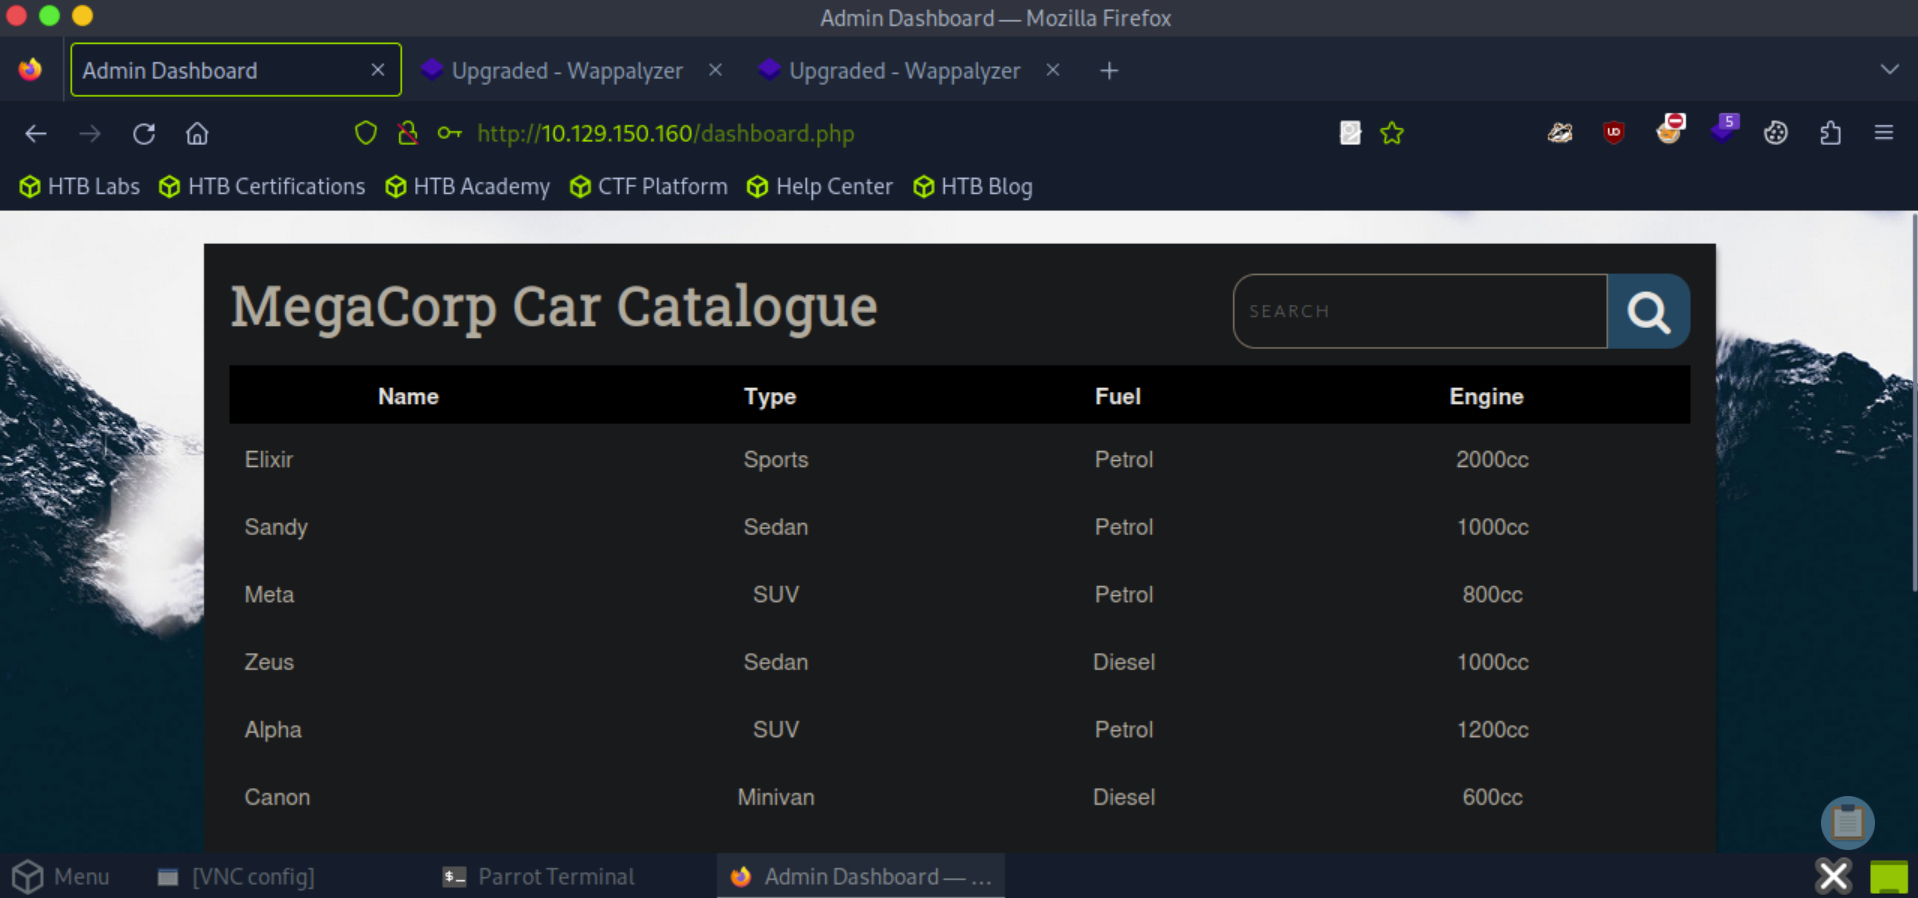 Admin Dashboard — Mozilla Firefox
Admin Dashboard Upgraded - Wappalyzer Upgraded - Wappalyzer
http://10.129.150.160/dashboard.php UD 5
HTB Labs HTB Certifications HTB Academy CTF Platform Help Center HTB Blog
MegaCorp Car Catalogue SEARCH
Name Type Fuel Engine
Elixir Sports Petrol 2000cc
Sandy Sedan Petrol 1000cc
Meta SUV Petrol 800cc
Zeus Sedan Diesel 1000cc
Alpha SUV Petrol 1200cc
Canon Minivan Diesel 600cc
Menu [VNC config] $_ Parrot Terminal Admin Dashboard — ...